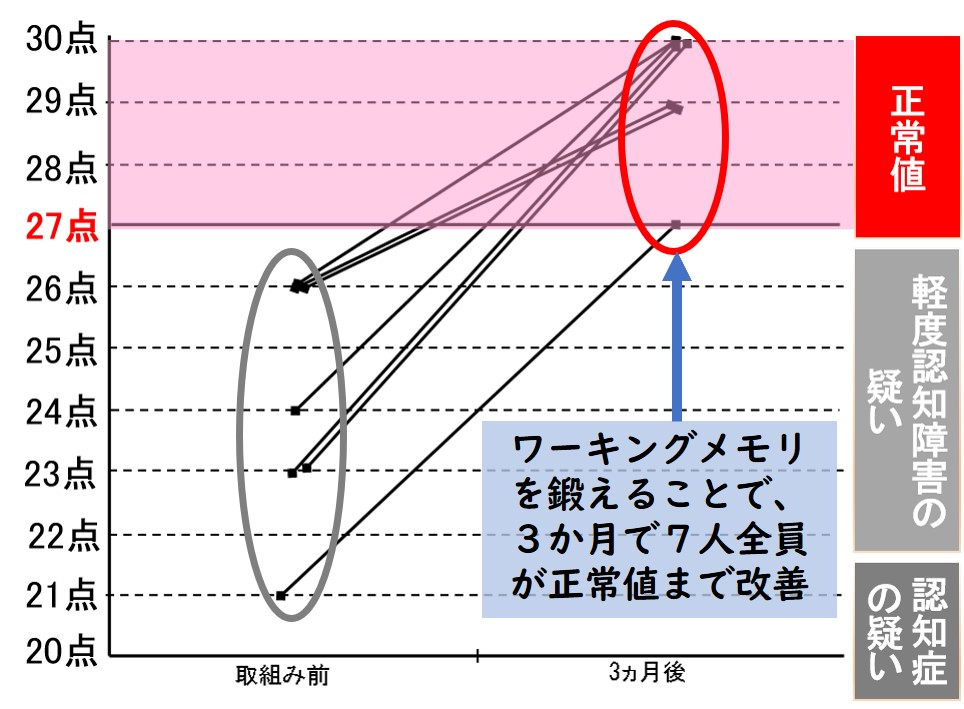 30点
29点
28点
27点
26点
25点
24点
23点
22点
21点
20点
取組み前
3ヵ月後
正常値
軽度認知障害の
疑い
認知症
の疑い
ワーキングメモリ
を鍛えることで、
３か月で７人全員
が正常値まで改善